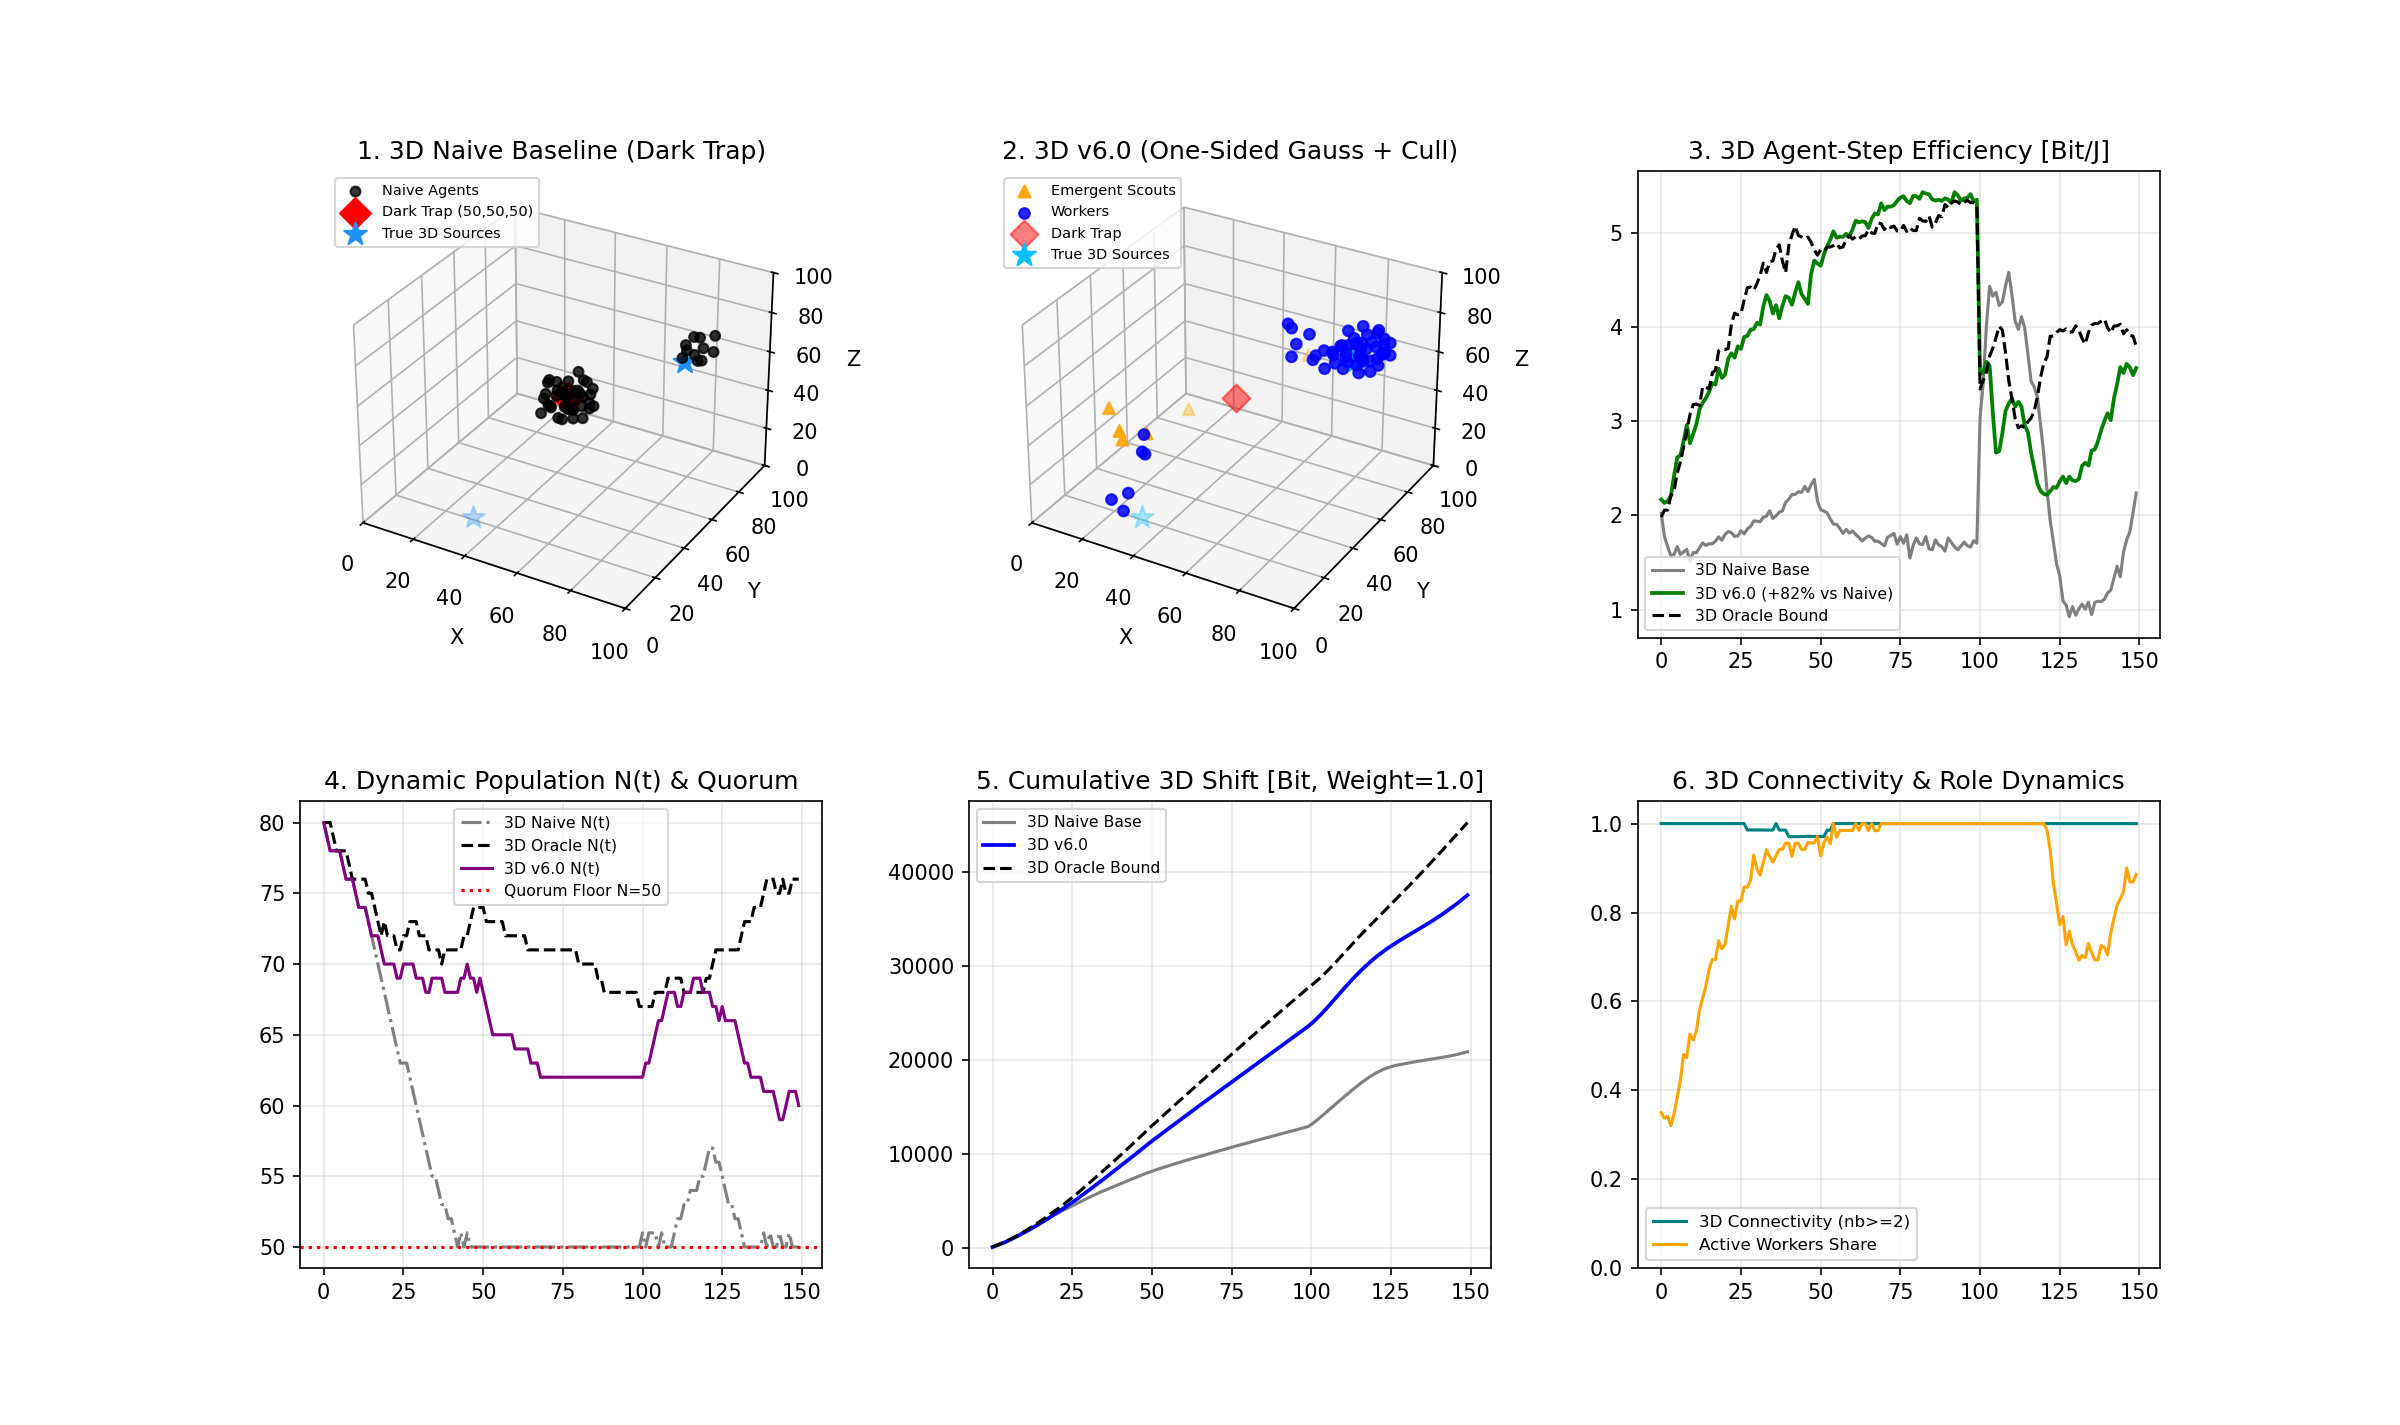 1. 3D Naive Baseline (Dark Trap)
Naive Agents
Dark Trap (50,50,50)
True 3D Sources
0
20
40
60
80
100
X
0
20
40
60
80
100
Y
0
20
40
60
80
100
Z
2. 3D v6.0 (One-Sided Gauss + Cull)
Emergent Scouts
Workers
Dark Trap
True 3D Sources
0
20
40
60
80
100
X
0
20
40
60
80
100
Y
0
20
40
60
80
100
Z
3. 3D Agent-Step Efficiency [Bit/J]
5
4
3
2
1
3D Naive Base
3D v6.0 (+82% vs Naive)
3D Oracle Bound
0 25 50 75 100 125 150
4. Dynamic Population N(t) & Quorum
80
75
70
65
60
55
50
3D Naive N(t)
3D Oracle N(t)
3D v6.0 N(t)
Quorum Floor N=50
0 25 50 75 100 125 150
5. Cumulative 3D Shift [Bit, Weight=1.0]
40000
30000
20000
10000
0
3D Naive Base
3D v6.0
3D Oracle Bound
0 25 50 75 100 125 150
6. 3D Connectivity & Role Dynamics
1.0
0.8
0.6
0.4
0.2
0.0
3D Connectivity (nb>=2)
Active Workers Share
0 25 50 75 100 125 150